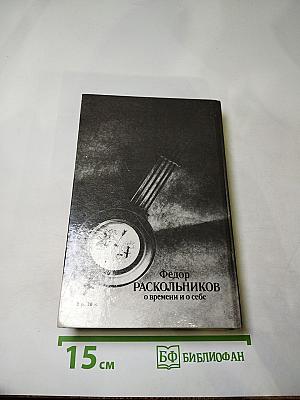 Федор
РАСКОЛЬНИКОВ
о времени и о себе
15 см
БФ БИБЛИОФАН